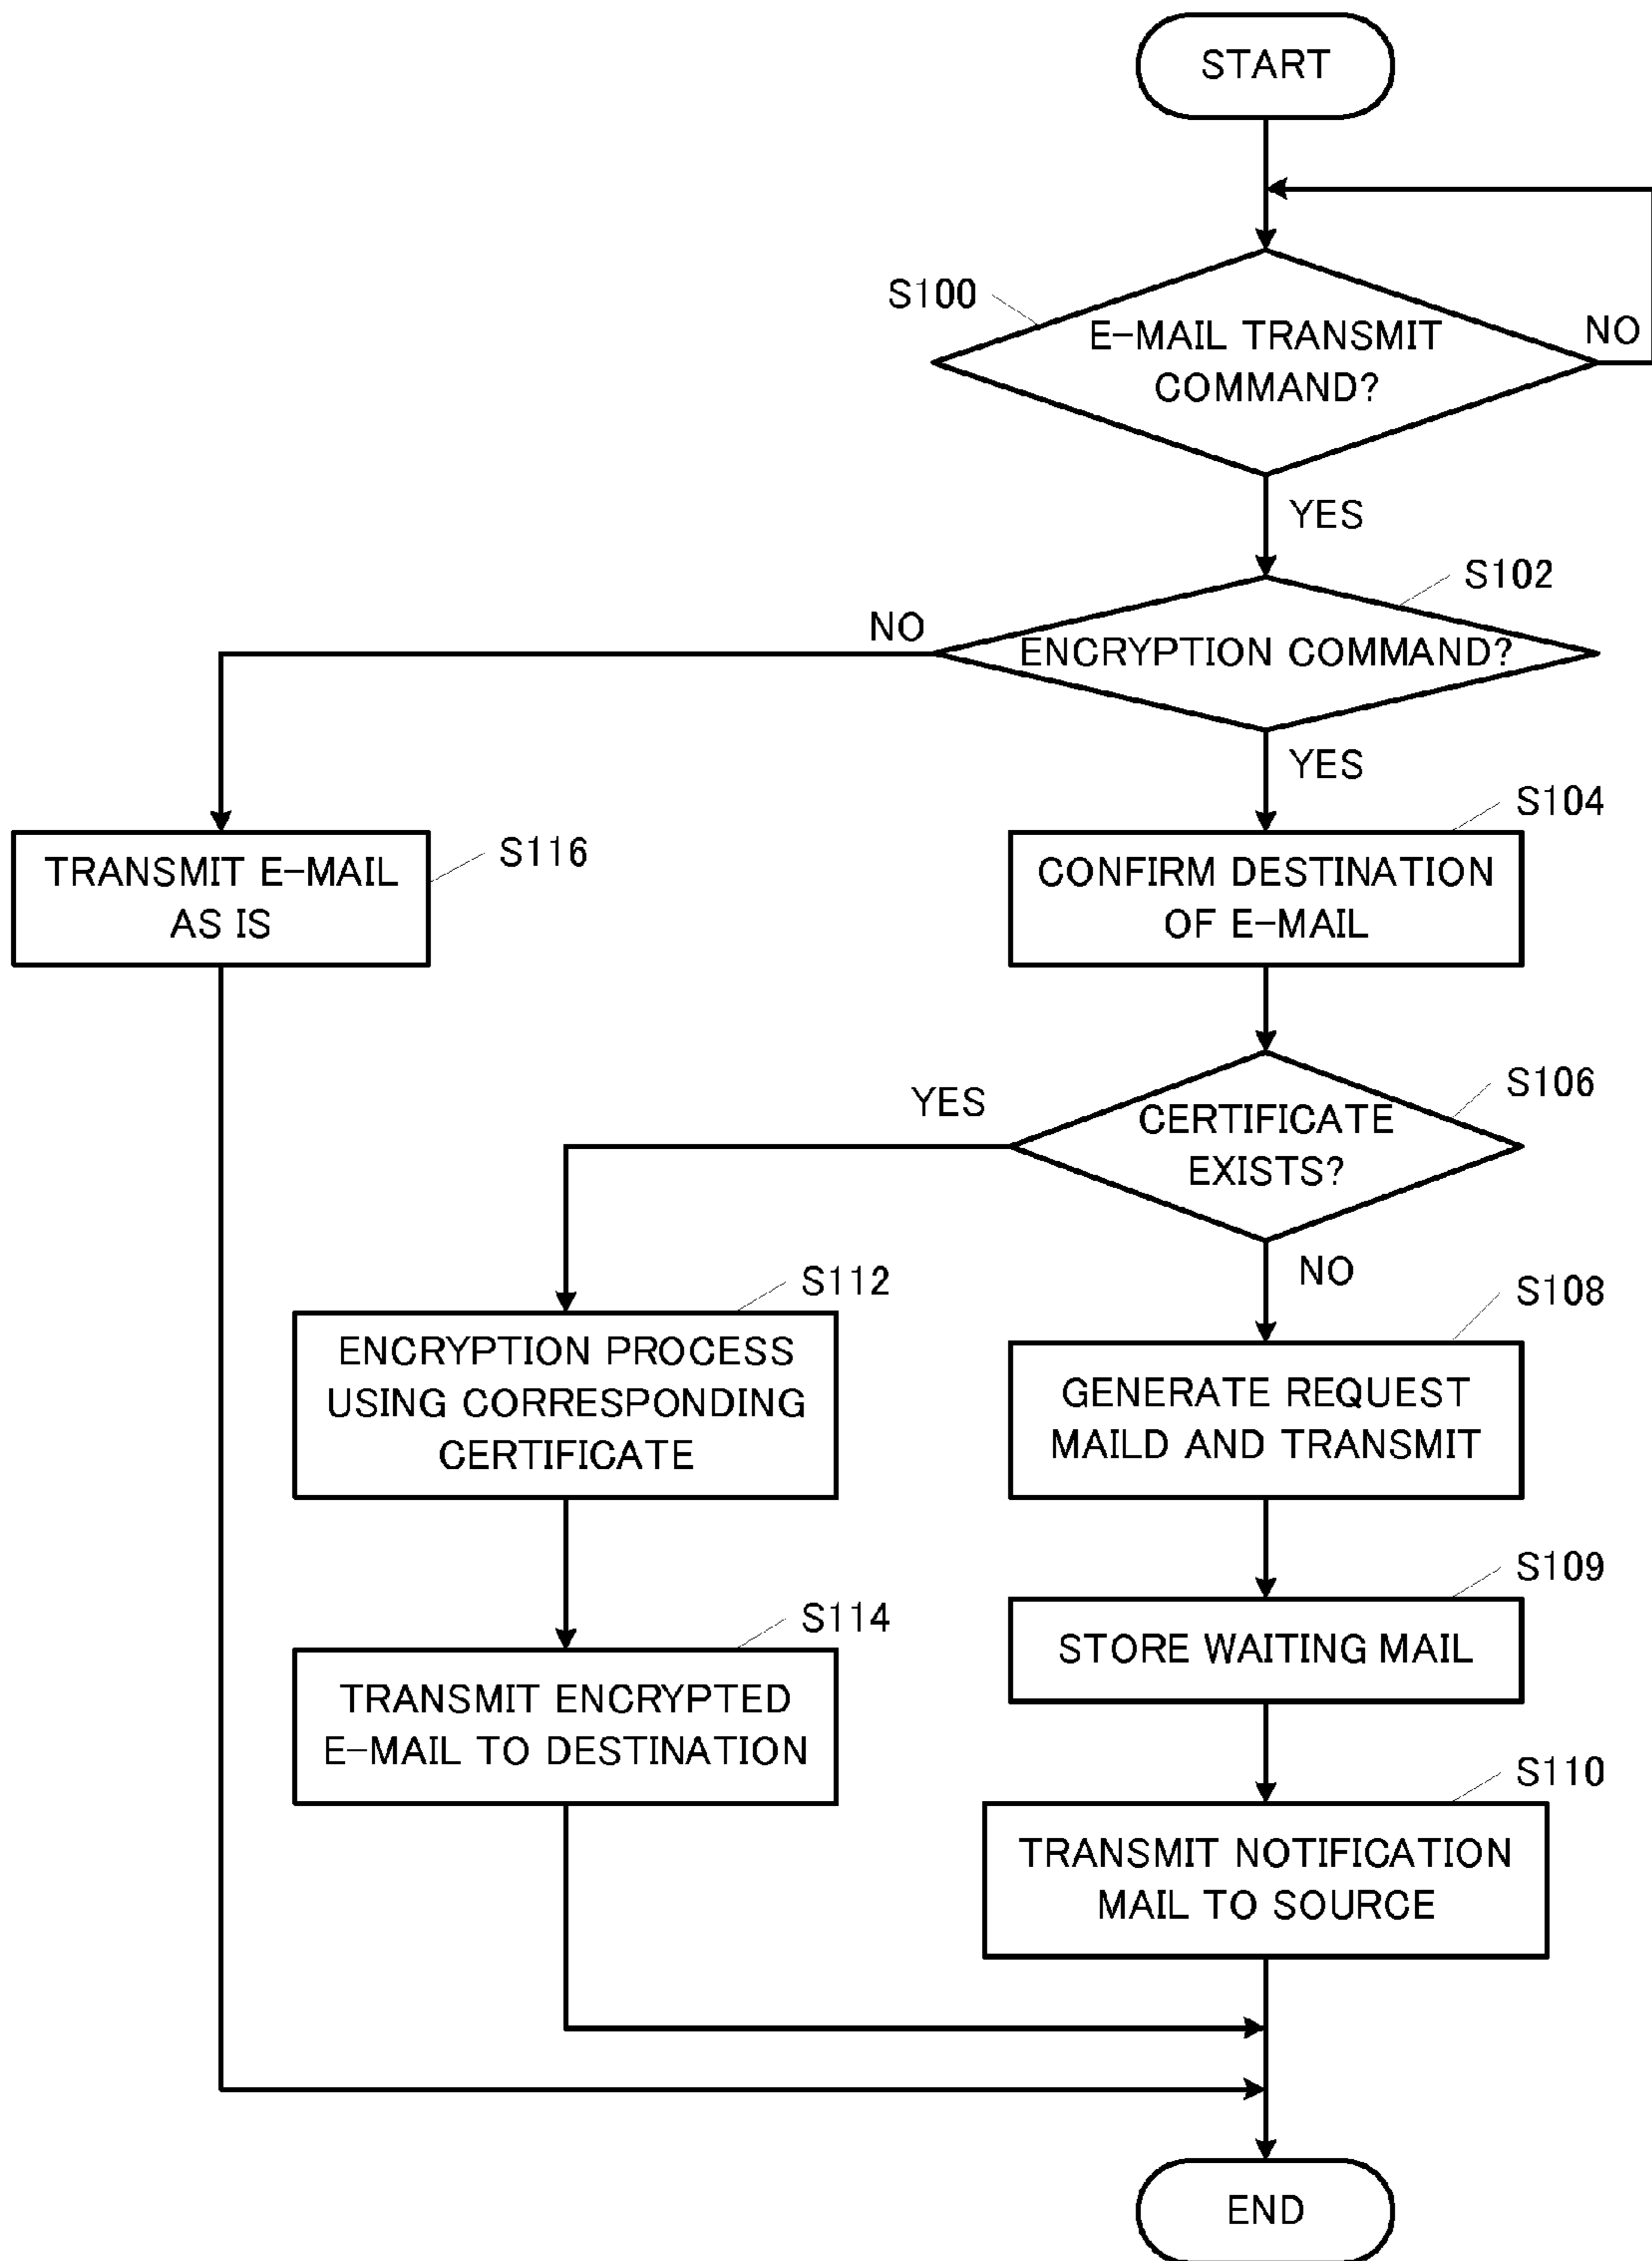 START
S100
E-MAIL TRANSMIT
COMMAND?
NO
YES
S102
NO
ENCRYPTION COMMAND?
YES
S104
TRANSMIT E-MAIL
AS IS
S116
CONFIRM DESTINATION
OF E-MAIL
S106
YES
CERTIFICATE
EXISTS?
NO
S112
ENCRYPTION PROCESS
USING CORRESPONDING
CERTIFICATE
S108
GENERATE REQUEST
MAILD AND TRANSMIT
S109
STORE WAITING MAIL
S114
TRANSMIT ENCRYPTED
E-MAIL TO DESTINATION
S110
TRANSMIT NOTIFICATION
MAIL TO SOURCE
END